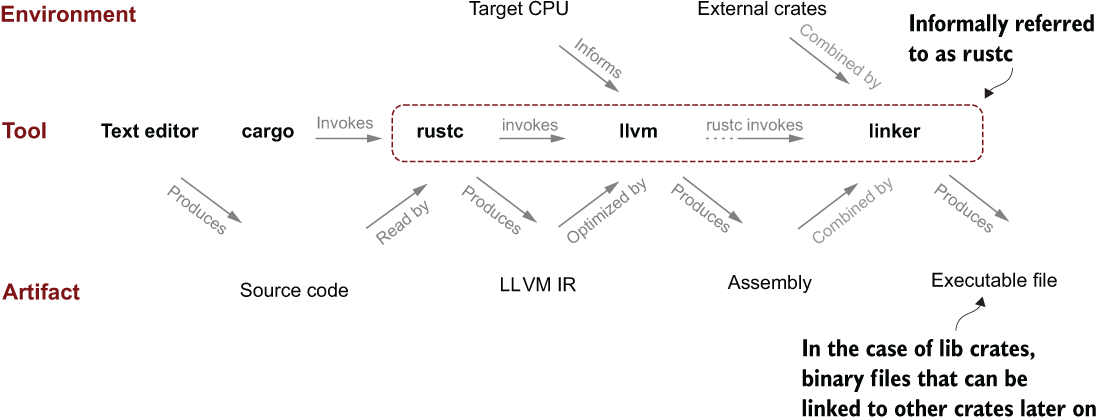 Environment
Target CPU
External crates
Informally referred
to as rustc
Informs
Combined by
Tool
Text editor
cargo
Invokes
rustc
invokes
llvm
rustc invokes
linker
Produces
Read by
Produces
Optimized by
Produces
Combined by
Produces
Artifact
Source code
LLVM IR
Assembly
Executable file
In the case of lib crates,
binary files that can be
linked to other crates later on